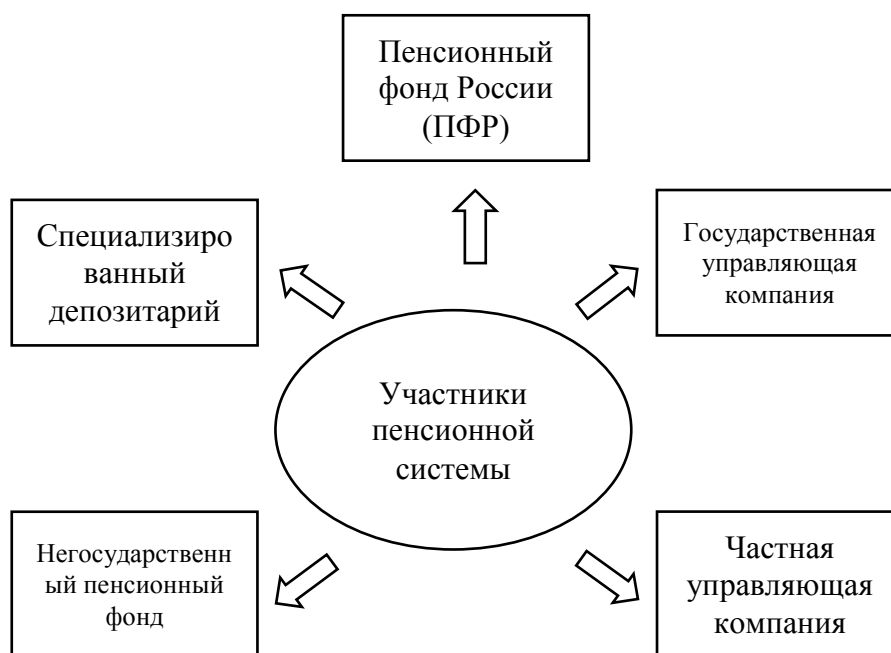 Пенсионный
фонд России
(ПФР)
Специализиро
ванный
депозитарий
Государственная
управляющая
компания
Участники
пенсионной
системы
Негосударственн
ый пенсионный
фонд
Частная
управляющая
компания